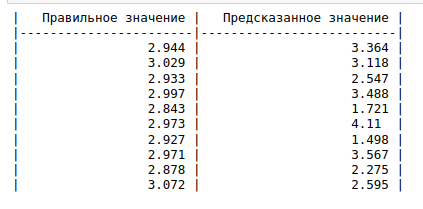 |   Правильное значение |   Предсказанное значение |
|-----------------------|--------------------------|
|                 2.944 |                    3.364 |
|                 3.029 |                    3.118 |
|                 2.933 |                    2.547 |
|                 2.997 |                    3.488 |
|                 2.843 |                    1.721 |
|                 2.973 |                    4.11  |
|                 2.927 |                    1.498 |
|                 2.971 |                    3.567 |
|                 2.878 |                    2.275 |
|                 3.072 |                    2.595 |